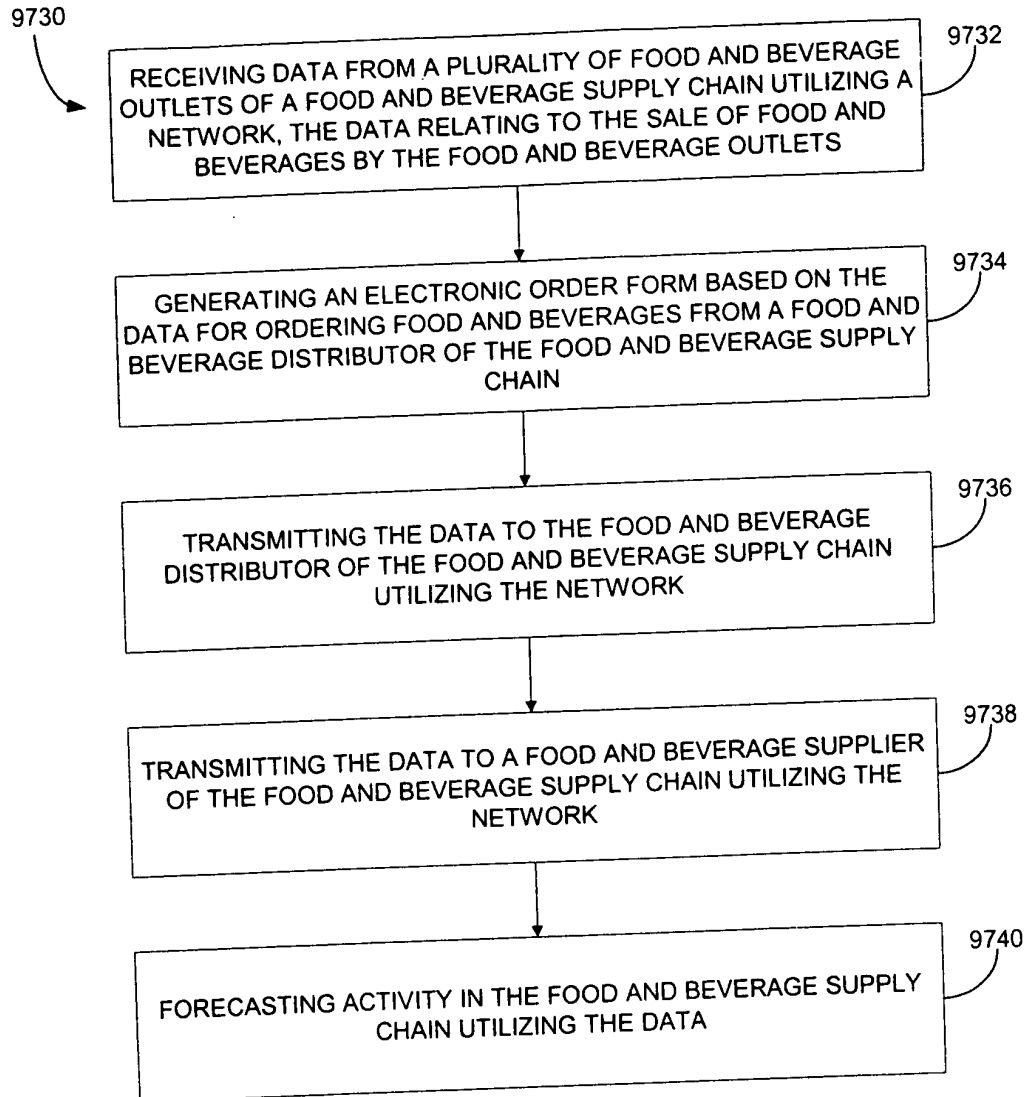 9730
9732
RECEIVING DATA FROM A PLURALITY OF FOOD AND BEVERAGE
OUTLETS OF A FOOD AND BEVERAGE SUPPLY CHAIN UTILIZING A
NETWORK, THE DATA RELATING TO THE SALE OF FOOD AND
BEVERAGES BY THE FOOD AND BEVERAGE OUTLETS
9734
GENERATING AN ELECTRONIC ORDER FORM BASED ON THE
DATA FOR ORDERING FOOD AND BEVERAGES FROM A FOOD AND
BEVERAGE DISTRIBUTOR OF THE FOOD AND BEVERAGE SUPPLY
CHAIN
9736
TRANSMITTING THE DATA TO THE FOOD AND BEVERAGE
DISTRIBUTOR OF THE FOOD AND BEVERAGE SUPPLY CHAIN
UTILIZING THE NETWORK
9738
TRANSMITTING THE DATA TO A FOOD AND BEVERAGE SUPPLIER
OF THE FOOD AND BEVERAGE SUPPLY CHAIN UTILIZING THE
NETWORK
9740
FORECASTING ACTIVITY IN THE FOOD AND BEVERAGE SUPPLY
CHAIN UTILIZING THE DATA